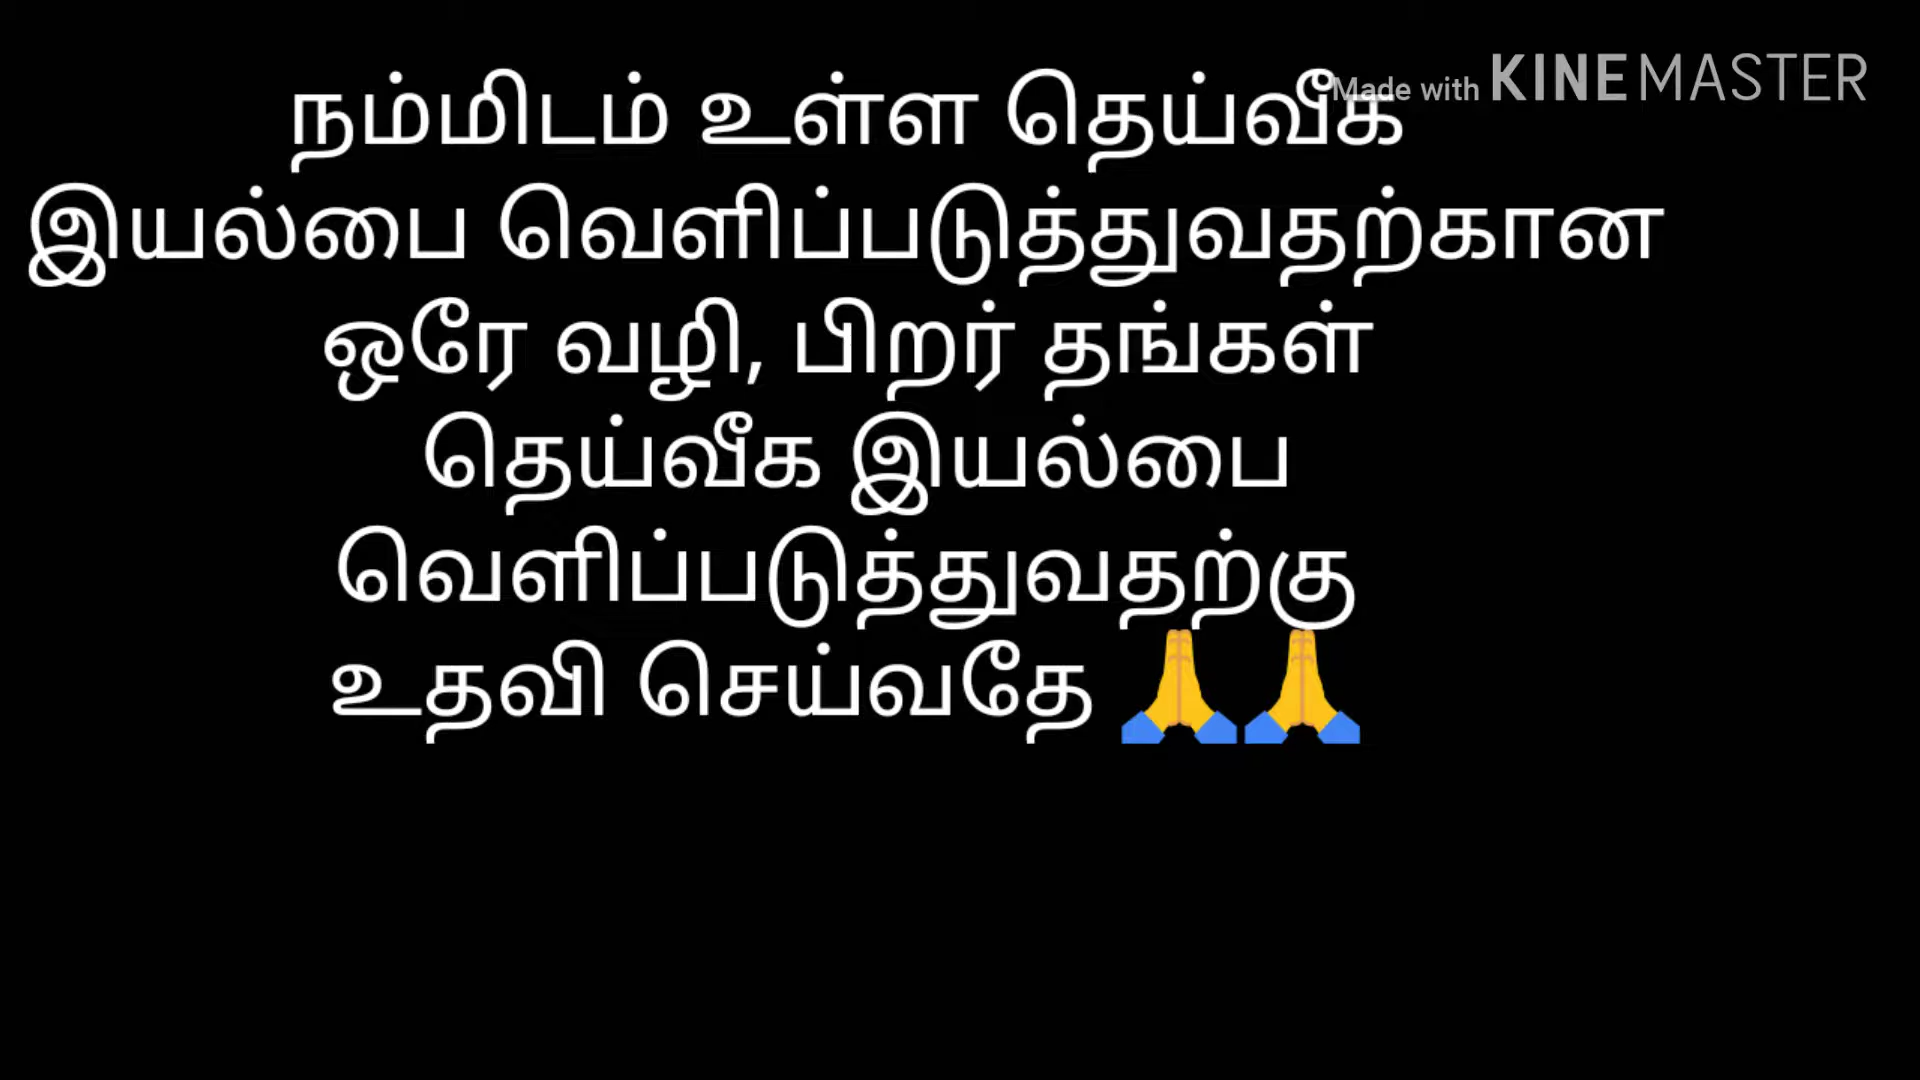 நம்மிடம் உள்ள தெய்வீக
Made with KINEMASTER
இயல்பை வெளிப்படுத்துவதற்கான
ஒரே வழி, பிறர் தங்கள்
தெய்வீக இயல்பை
வெளிப்படுத்துவதற்கு
உதவி செய்வதே 🙏🙏